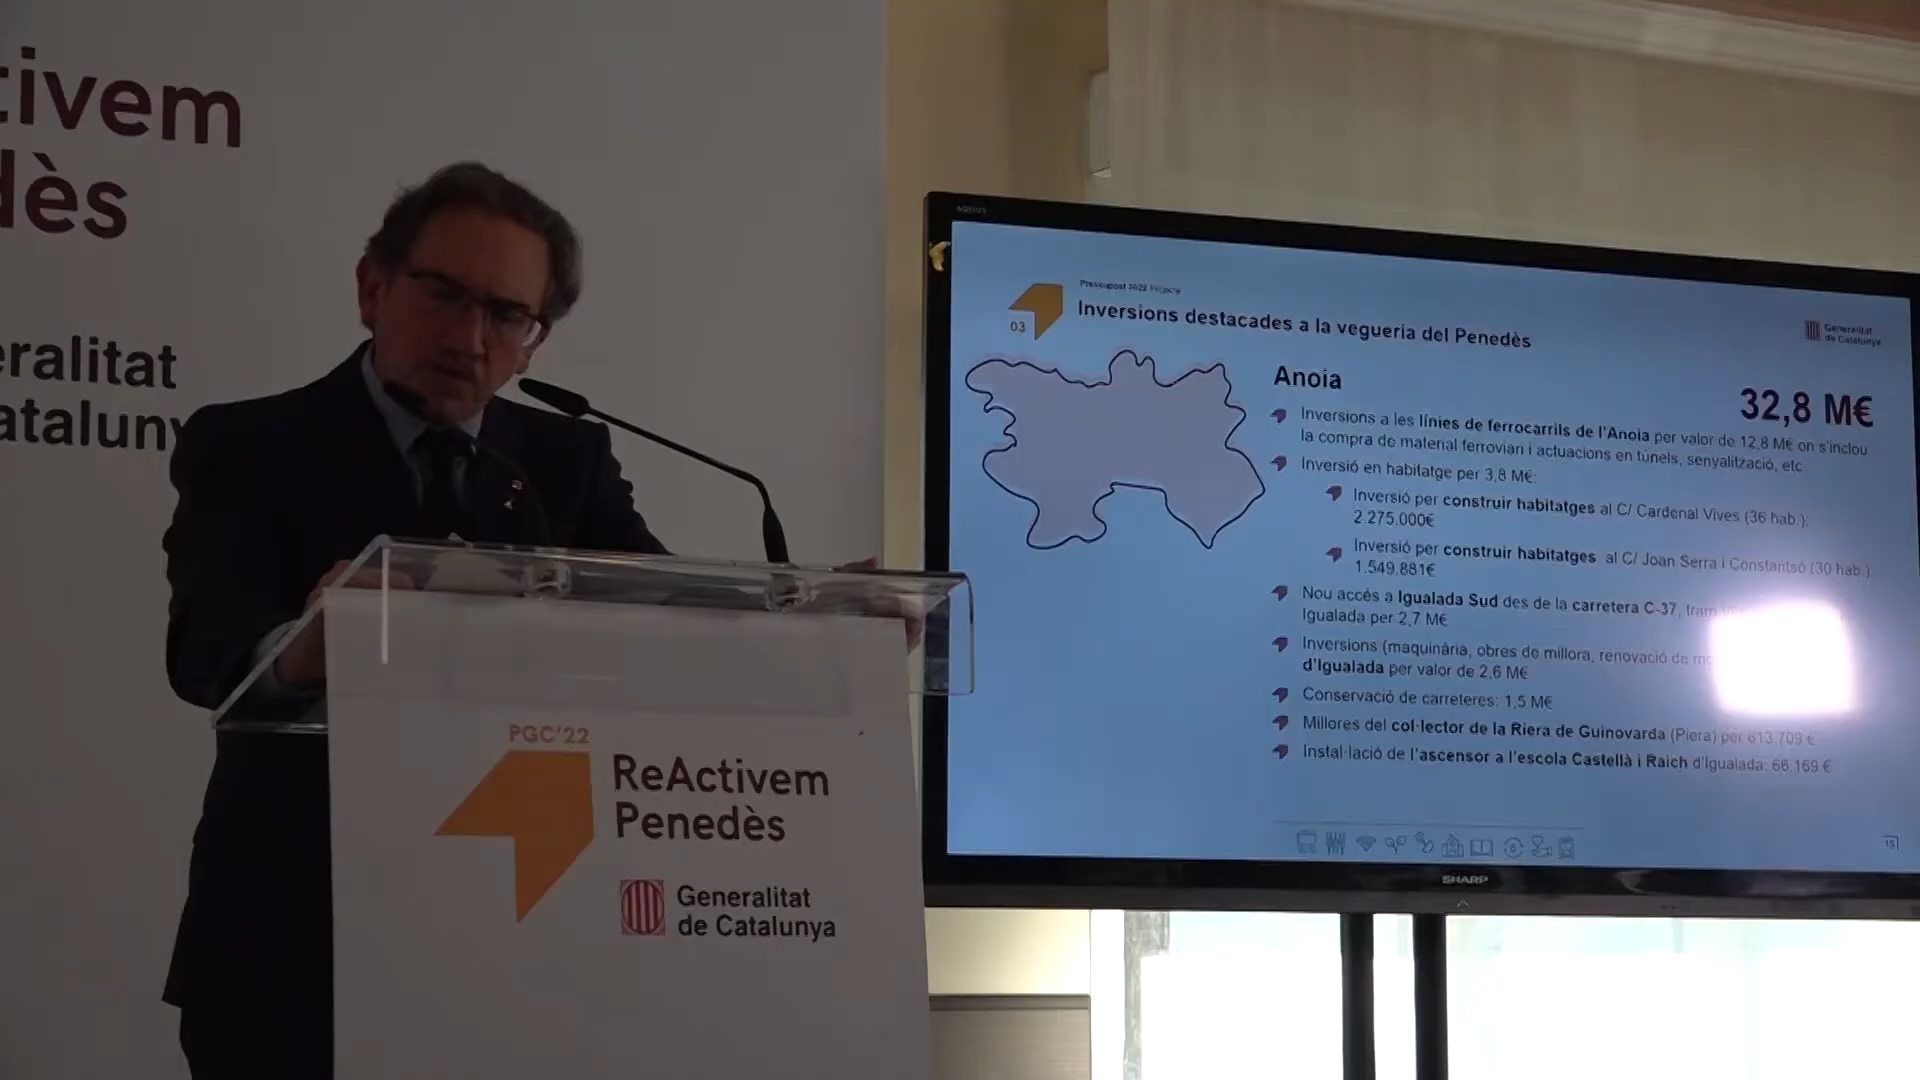 tivem
dès
eralitat
atalun
AQUOS
Pressupost 2022 Projecte
03
Inversions destacades a la vegueria del Penedès
Generalitat
de Catalunya
Anoia
32,8 M€
Inversions a les línies de ferrocarrils de l'Anoia per valor de 12,8 M€ on s'inclou
la compra de material ferroviari i actuacions en túnels, senyalització, etc
Inversió en habitatge per 3,8 M€:
Inversió per construir habitatges al C/ Cardenal Vives (36 hab.):
2.275.000€
Inversió per construir habitatges al C/ Joan Serra i Constantsó (30 hab.)
1.549.881€
Nou accés a Igualada Sud des de la carretera C-37, tram
Igualada per 2,7 M€
Inversions (maquinària, obres de millora, renovació de
d'Igualada per valor de 2,6 M€
Conservació de carreteres: 1,5 M€
Millores del col·lector de la Riera de Guinovarda (Piera) per 613.709 €
Instal·lació de l'ascensor a l'escola Castellà i Raich d'Igualada: 66.169 €
15
SHARP
PGC'22
ReActivem
Penedès
Generalitat
de Catalunya